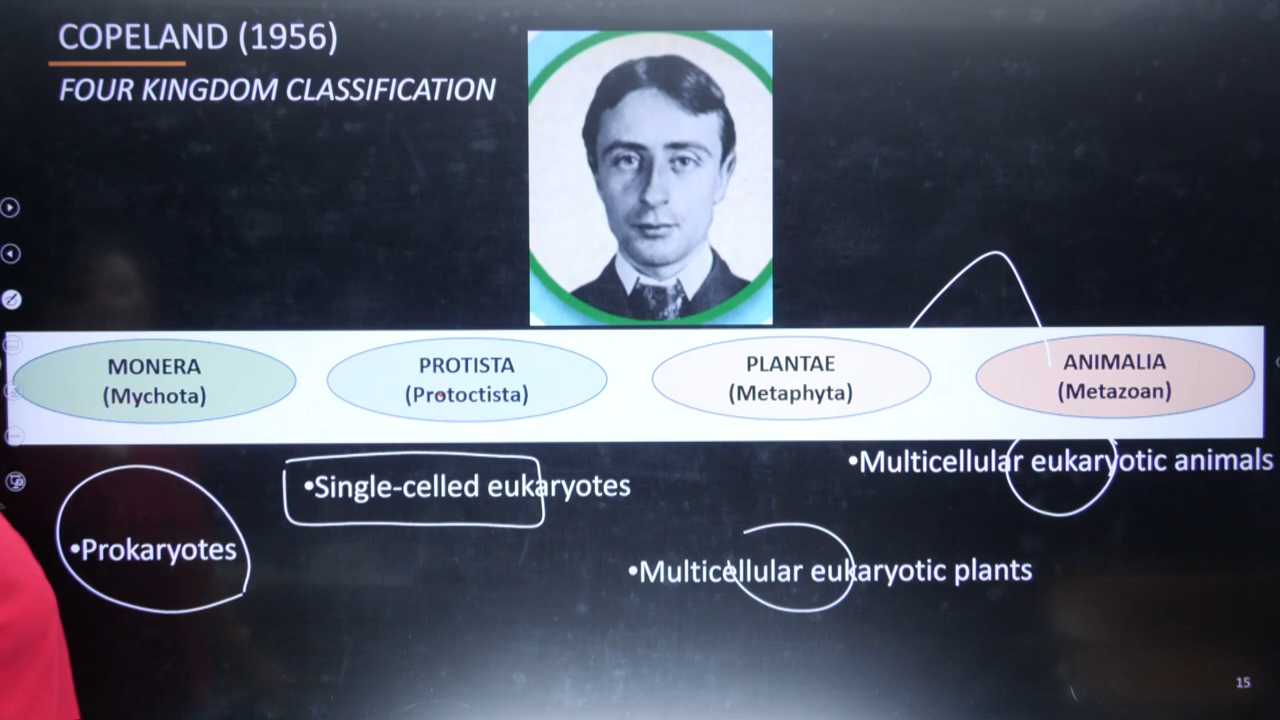 COPELAND (1956)
FOUR KINGDOM CLASSIFICATION
MONERA
(Mychota)
PROTISTA
(Protoctista)
PLANTAE
(Metaphyta)
ANIMALIA
(Metazoan)
•Multicellular eukaryotic animals
•Single-celled eukaryotes
•Prokaryotes
•Multicellular eukaryotic plants
15